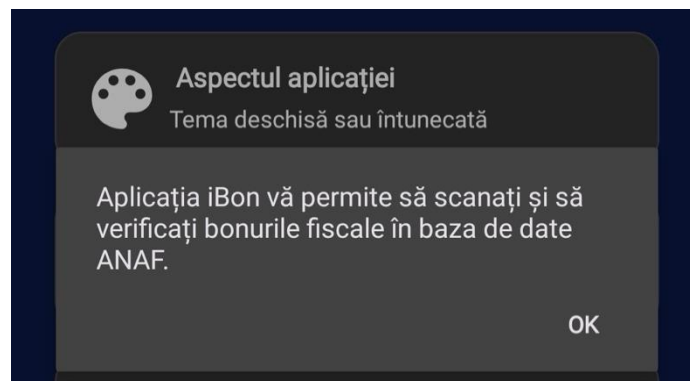 Aspectul aplicației
Tema deschisă sau întunecată
Aplicația iBon vă permite să scanați și să
verificați bonurile fiscale în baza de date
ANAF.
OK